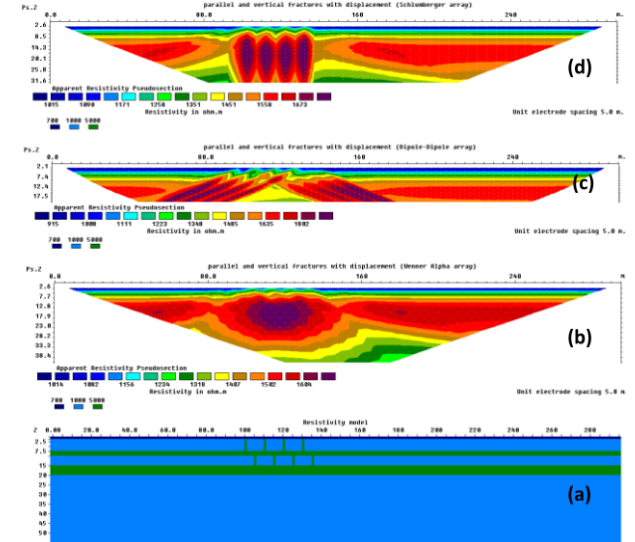 Ps.Z parallel and vertical fractures with displacement (Schlumberger array)
2.6 0.0 80.0 160 240 m.
8.5
14.3
20.1
25.8
31.6
(d)
Apparent Resistivity Pseudosection
1015 1090 1171 1258 1351 1451 1558 1673
Resistivity in ohm.m Unit electrode spacing 5.0 m.
700 1000 5000
Ps.Z parallel and vertical fractures with displacement (Dipole-Dipole array)
2.1 0.0 80.0 160 240 m.
7.4
12.4
17.5
(c)
Apparent Resistivity Pseudosection
915 1008 1111 1223 1348 1485 1635 1802
Resistivity in ohm.m Unit electrode spacing 5.0 m.
700 1000 5000
parallel and vertical fractures with displacement (Wenner Alpha array)
Ps.Z 0.0 80.0 160 240 m
2.6
7.7
12.8
17.9
23.0
33.3
38.4
(b)
Apparent Resistivity Pseudosection
1014 1082 1156 1234 1318 1407 1502 1604
Resistivity in ohm.m Unit electrode spacing 5.0 m
700 1000 5000
Resistivity model
Z 0.00 20.00 40.0 60.0 80.0 100 120 140 160 180 200 220 240 260 280
2.5
7.5
15
20
25
30
35
40
45
50
(a)